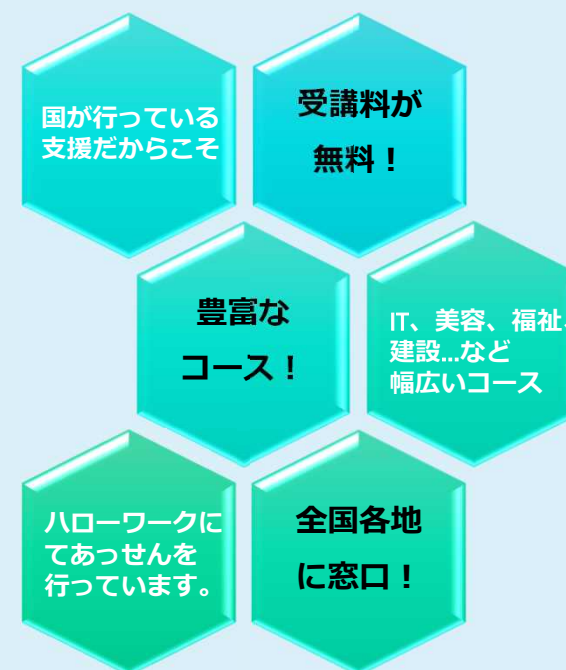 国が行っている
支援だからこそ
受講料が
無料！
豊富な
コース！
IT、美容、福祉、
建設...など
幅広いコース
ハローワークに
てあっせんを
行っています。
全国各地
に窓口！